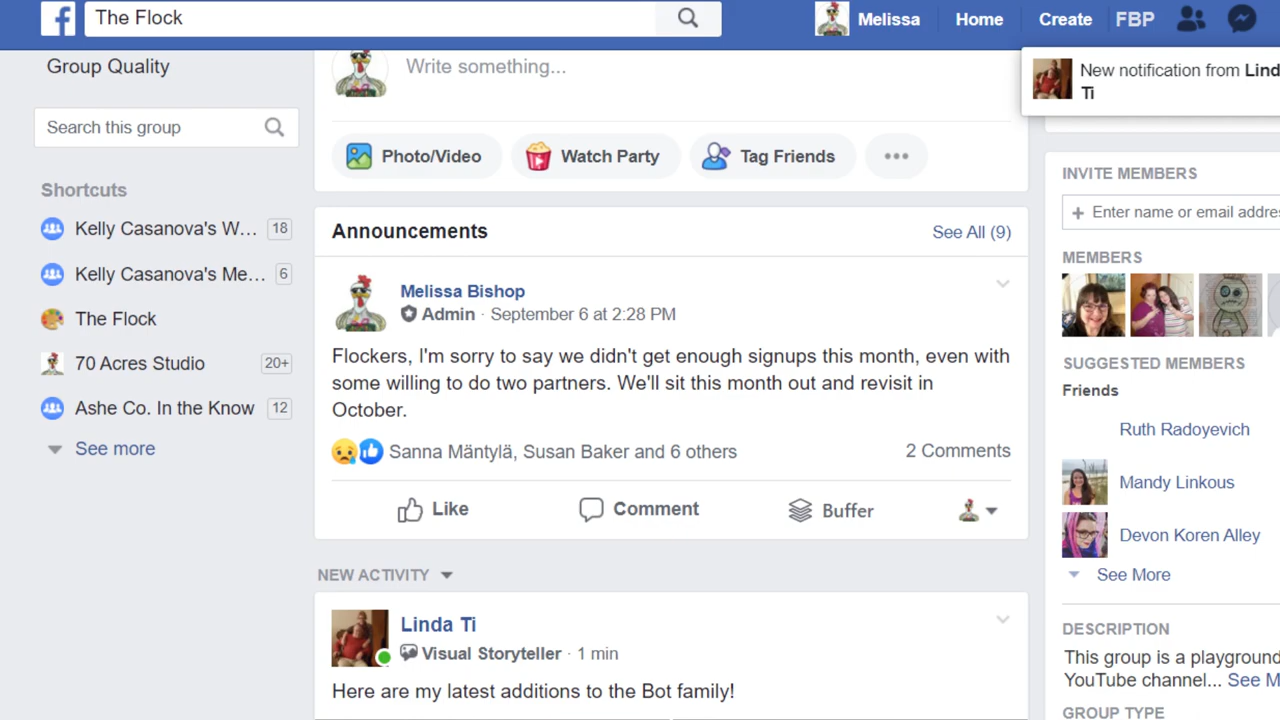 The Flock
Melissa
Home
Create
FBP
New notification from Lind
Ti
Group Quality
Search this group
Shortcuts
Kelly Casanova's W... 18
Kelly Casanova's Me... 6
The Flock
70 Acres Studio 20+
Ashe Co. In the Know 12
See more
Write something...
Photo/Video
Watch Party
Tag Friends
Announcements
See All (9)
Melissa Bishop
Admin · September 6 at 2:28 PM
Flockers, I'm sorry to say we didn't get enough signups this month, even with
some willing to do two partners. We'll sit this month out and revisit in
October.
Sanna Mäntylä, Susan Baker and 6 others
2 Comments
Like
Comment
Buffer
NEW ACTIVITY
Linda Ti
Visual Storyteller · 1 min
Here are my latest additions to the Bot family!
INVITE MEMBERS
+ Enter name or email addre
MEMBERS
SUGGESTED MEMBERS
Friends
Ruth Radoyevich
Mandy Linkous
Devon Koren Alley
See More
DESCRIPTION
This group is a playground
YouTube channel... See M
GROUP TYPE